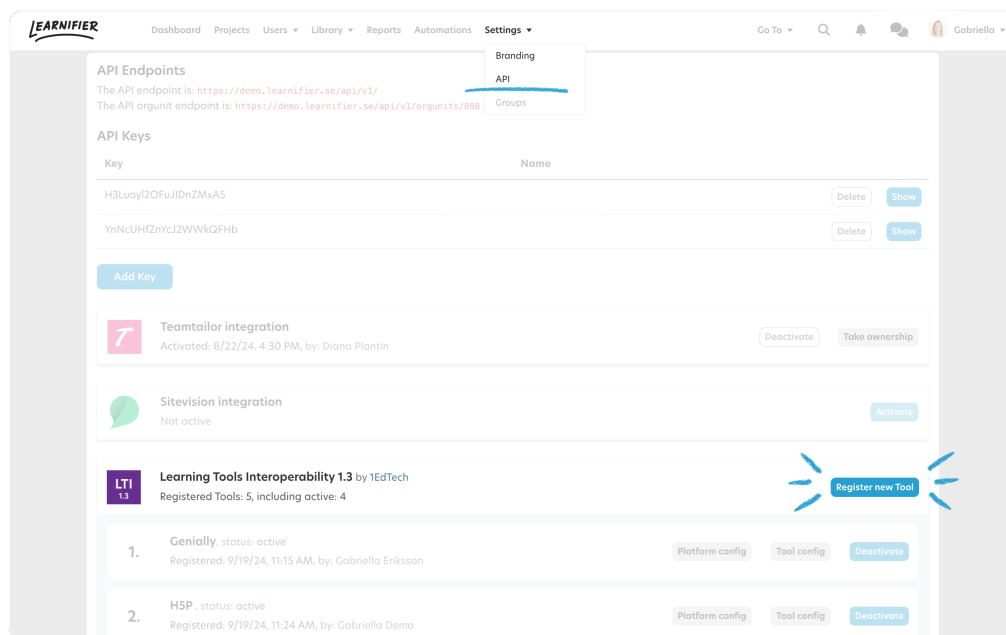 LEARNIFIER Dashboard Projects Users Library Reports Automations Settings Go To Gabriella
Branding
API
Groups
API Endpoints
The API endpoint is: https://demo.learnifier.se/api/v1/
The API orgunit endpoint is: https://demo.learnifier.se/api/v1/orgunits/898
API Keys
Key Name
H3Luoyl2OFuJIDnZMxA5 Delete Show
YnNcUHfZnYcJ2WWkQFHb Delete Show
Add Key
Teamtailor integration
Activated: 8/22/24, 4:30 PM, by: Diana Plantin
Deactivate Take ownership
Sitevision integration
Not active
Activate
LTI
1.3
Learning Tools Interoperability 1.3 by 1EdTech
Registered Tools: 5, including active: 4
Register new Tool
1.
Genially, status: active
Registered: 9/19/24, 11:15 AM, by: Gabriella Eriksson
Platform config Tool config Deactivate
2.
H5P , status: active
Registered: 9/19/24, 11:24 AM, by: Gabriella Demo
Platform config Tool config Deactivate